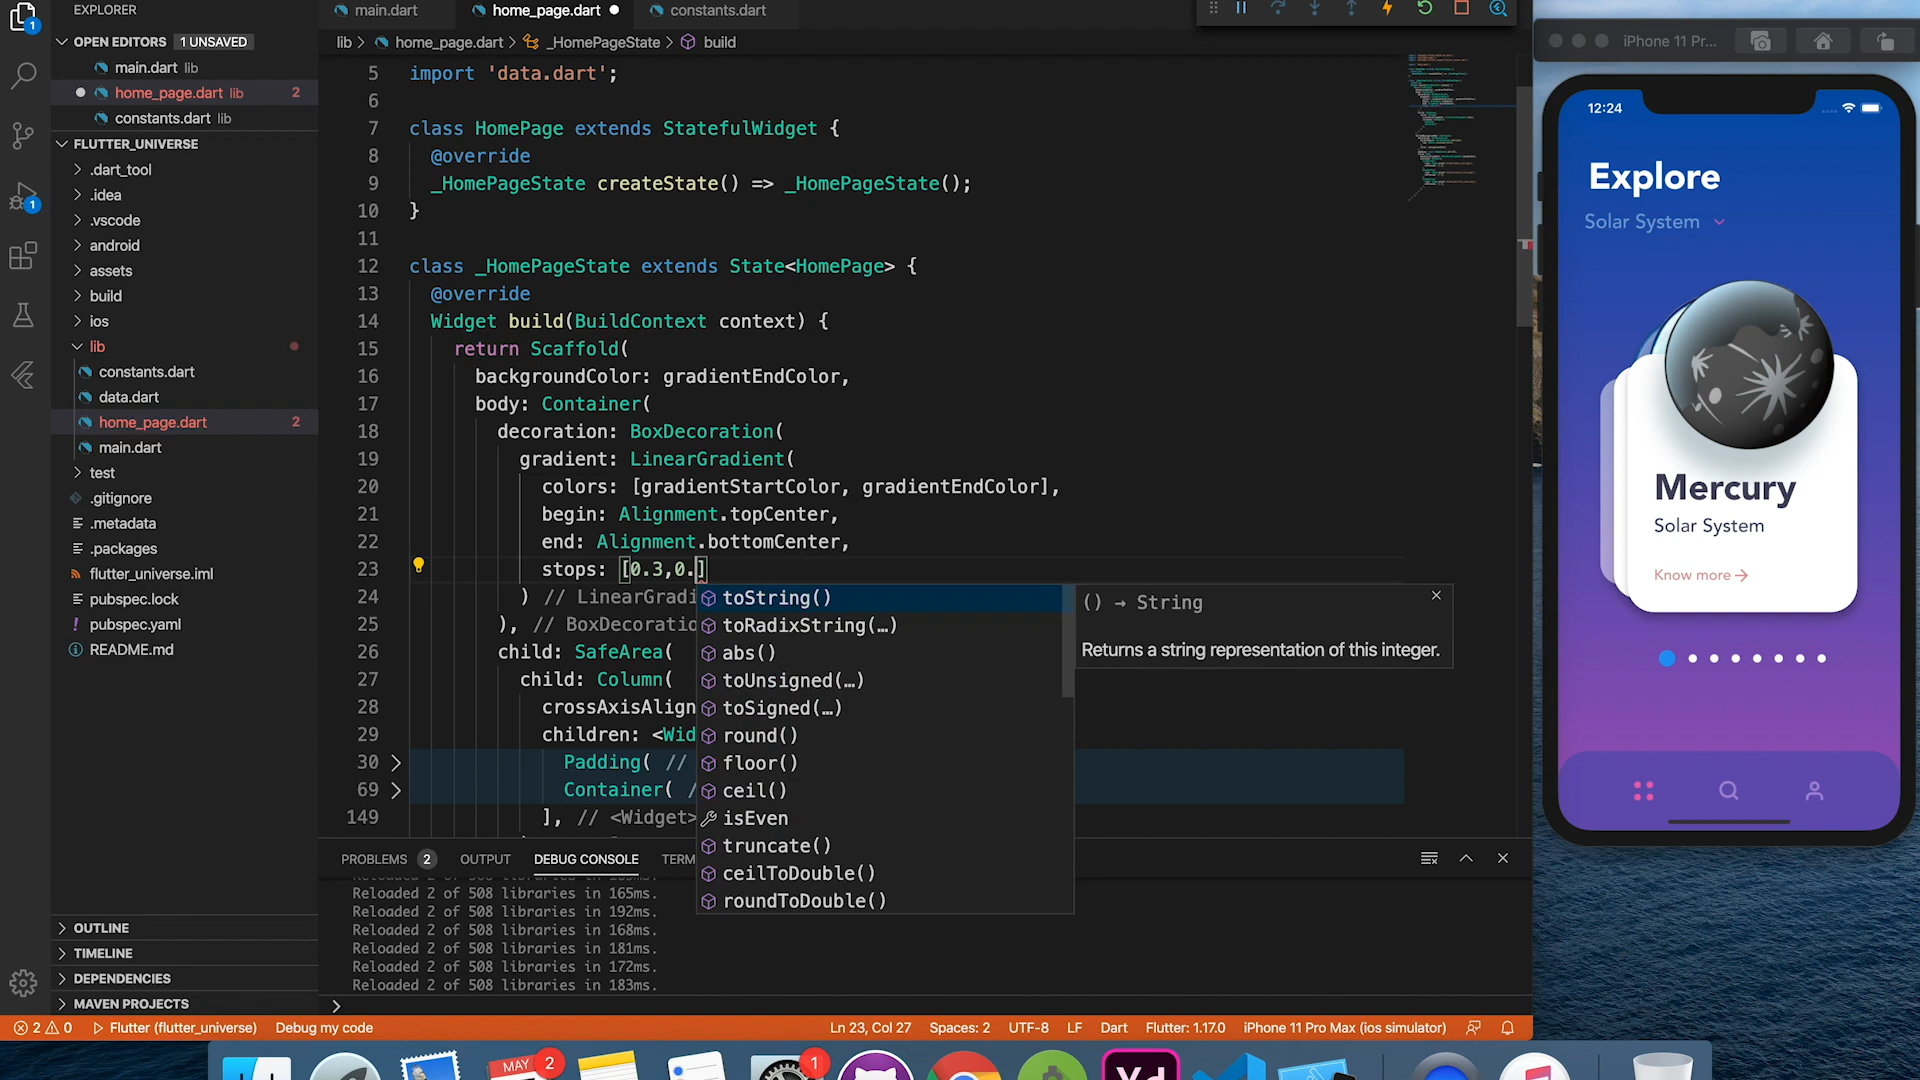 EXPLORER
OPEN EDITORS 1 UNSAVED
main.dart lib
home_page.dart lib 2
constants.dart lib
FLUTTER_UNIVERSE
.dart_tool
.idea
.vscode
android
assets
build
ios
lib
constants.dart
data.dart
home_page.dart 2
main.dart
test
.gitignore
.metadata
.packages
flutter_universe.iml
pubspec.lock
pubspec.yaml
README.md
OUTLINE
TIMELINE
DEPENDENCIES
MAVEN PROJECTS
1
1
main.dart home_page.dart constants.dart
lib > home_page.dart > _HomePageState > build
5 import 'data.dart';
6
7 class HomePage extends StatefulWidget {
8 @override
9 _HomePageState createState() => _HomePageState();
10 }
11
12 class _HomePageState extends State<HomePage> {
13 @override
14 Widget build(BuildContext context) {
15 return Scaffold(
16 backgroundColor: gradientEndColor,
17 body: Container(
18 decoration: BoxDecoration(
19 gradient: LinearGradient(
20 colors: [gradientStartColor, gradientEndColor],
21 begin: Alignment.topCenter,
22 end: Alignment.bottomCenter,
23 stops: [0.3,0.]
24 ) // LinearGradi
25 ), // BoxDecoratio
26 child: SafeArea(
27 child: Column(
28 crossAxisAlign
29 children: <Wid
30 Padding( //
69 Container( /
149 ], // <Widget>
toString()
toRadixString(…)
abs()
toUnsigned(…)
toSigned(…)
round()
floor()
ceil()
isEven
truncate()
ceilToDouble()
roundToDouble()
() → String
Returns a string representation of this integer.
PROBLEMS 2 OUTPUT DEBUG CONSOLE TERM
Reloaded 2 of 508 libraries in 165ms.
Reloaded 2 of 508 libraries in 192ms.
Reloaded 2 of 508 libraries in 168ms.
Reloaded 2 of 508 libraries in 181ms.
Reloaded 2 of 508 libraries in 172ms.
Reloaded 2 of 508 libraries in 183ms.
2 0 Flutter (flutter_universe) Debug my code Ln 23, Col 27 Spaces: 2 UTF-8 LF Dart Flutter: 1.17.0 iPhone 11 Pro Max (ios simulator)
iPhone 11 Pr...
12:24
Explore
Solar System
Mercury
Solar System
Know more
MAY 2
1
Xd